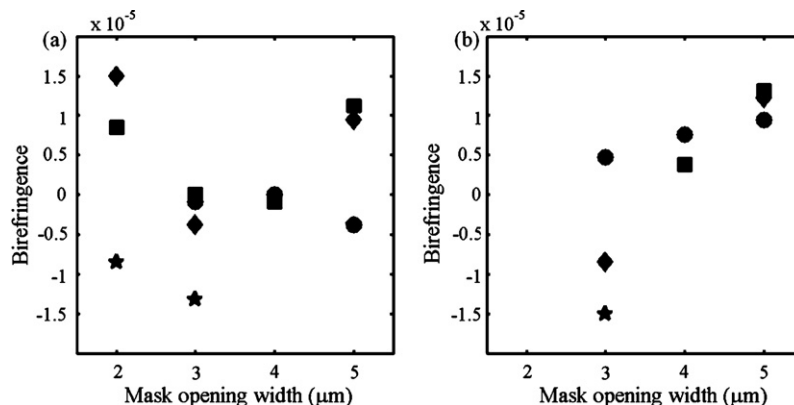 x 10⁻⁵
(a)
1.5
1
0.5
0
-0.5
-1
-1.5
Birefringence
2 3 4 5
Mask opening width (μm)
x 10⁻⁵
(b)
1.5
1
0.5
0
-0.5
-1
-1.5
Birefringence
2 3 4 5
Mask opening width (μm)